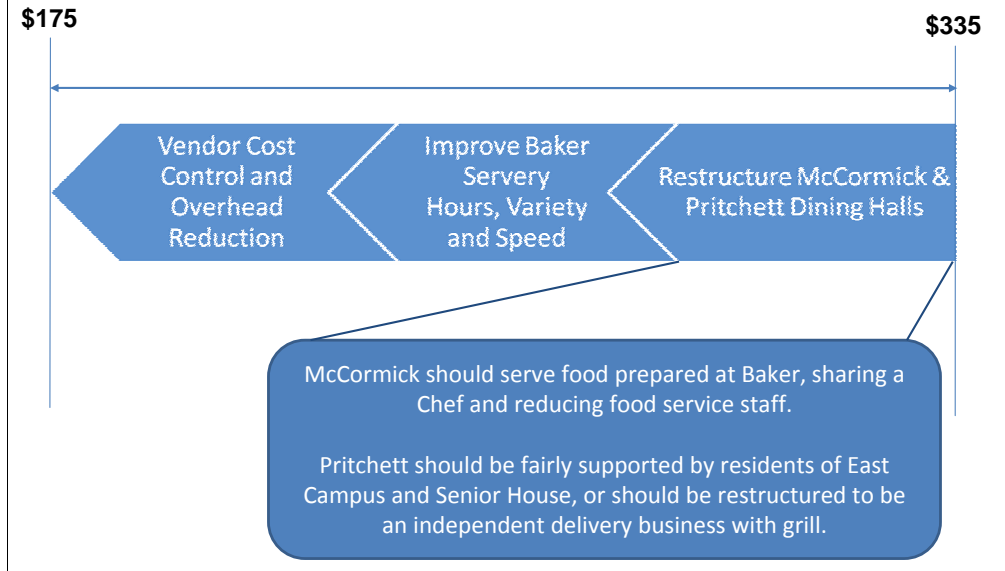 $175
$335
Vendor Cost
Control and
Overhead
Reduction
Improve Baker
Servery
Hours, Variety
and Speed
Restructure McCormick &
Pritchett Dining Halls
McCormick should serve food prepared at Baker, sharing a
Chef and reducing food service staff.
Pritchett should be fairly supported by residents of East
Campus and Senior House, or should be restructured to be
an independent delivery business with grill.